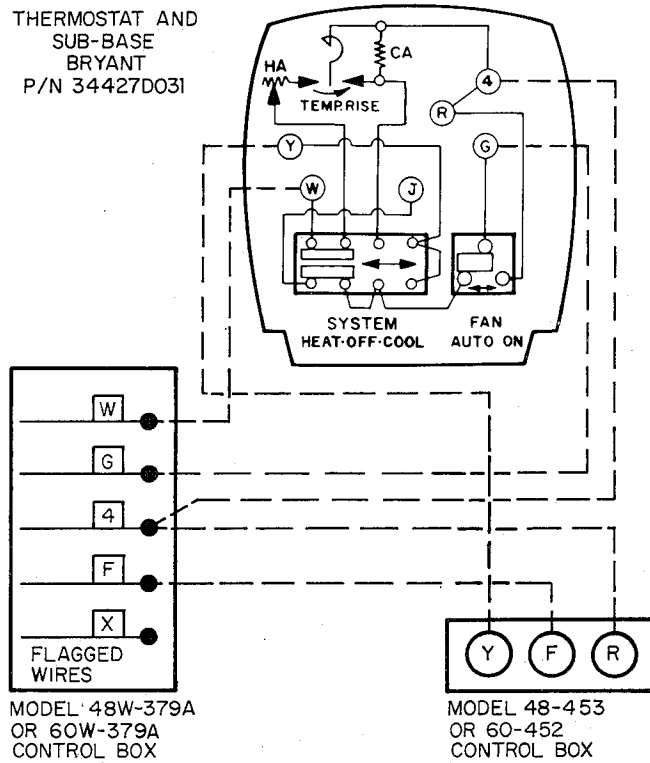 THERMOSTAT AND
SUB-BASE
BRYANT
P/N 34427D031
HA
CA
TEMP.RISE
4
R
Y
G
W
J
SYSTEM
HEAT-OFF-COOL
FAN
AUTO ON
W
G
4
F
X
FLAGGED
WIRES
MODEL 48W-379A
OR 60W-379A
CONTROL BOX
Y
F
R
MODEL 48-453
OR 60-452
CONTROL BOX